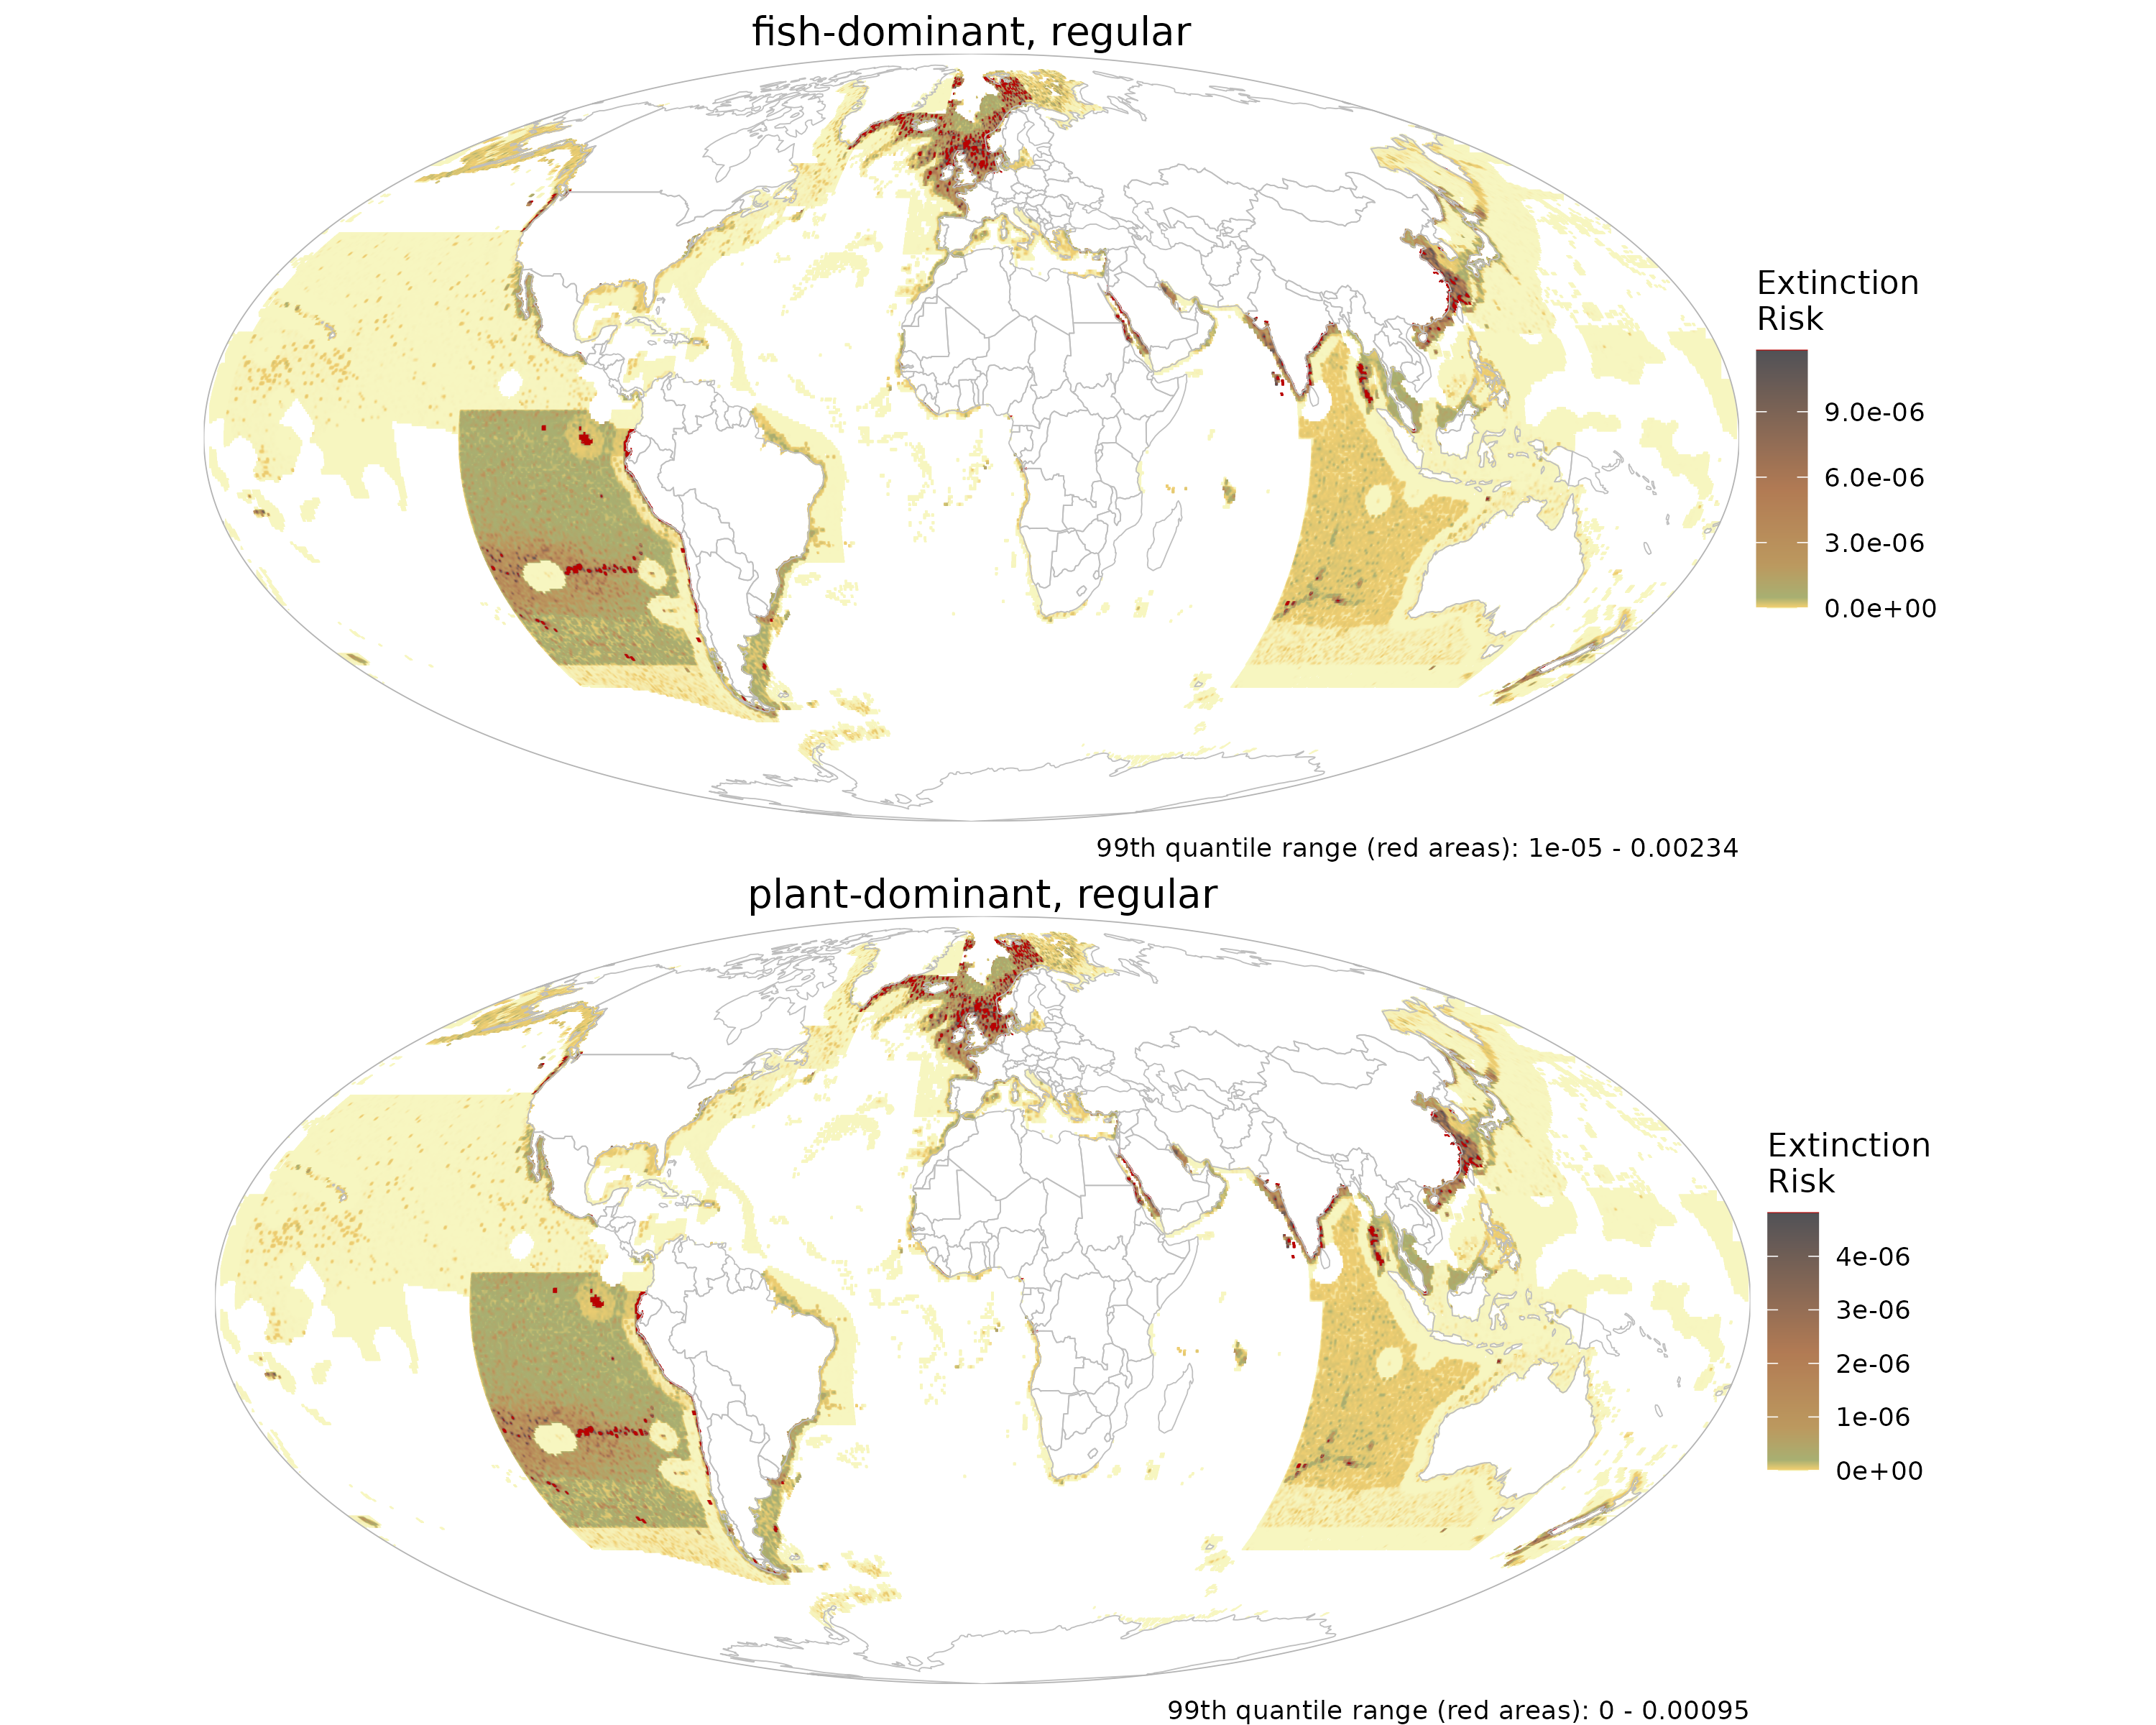 fish-dominant, regular
Extinction
Risk
9.0e-06
6.0e-06
3.0e-06
0.0e+00
99th quantile range (red areas): 1e-05 - 0.00234
plant-dominant, regular
Extinction
Risk
4e-06
3e-06
2e-06
1e-06
0e+00
99th quantile range (red areas): 0 - 0.00095